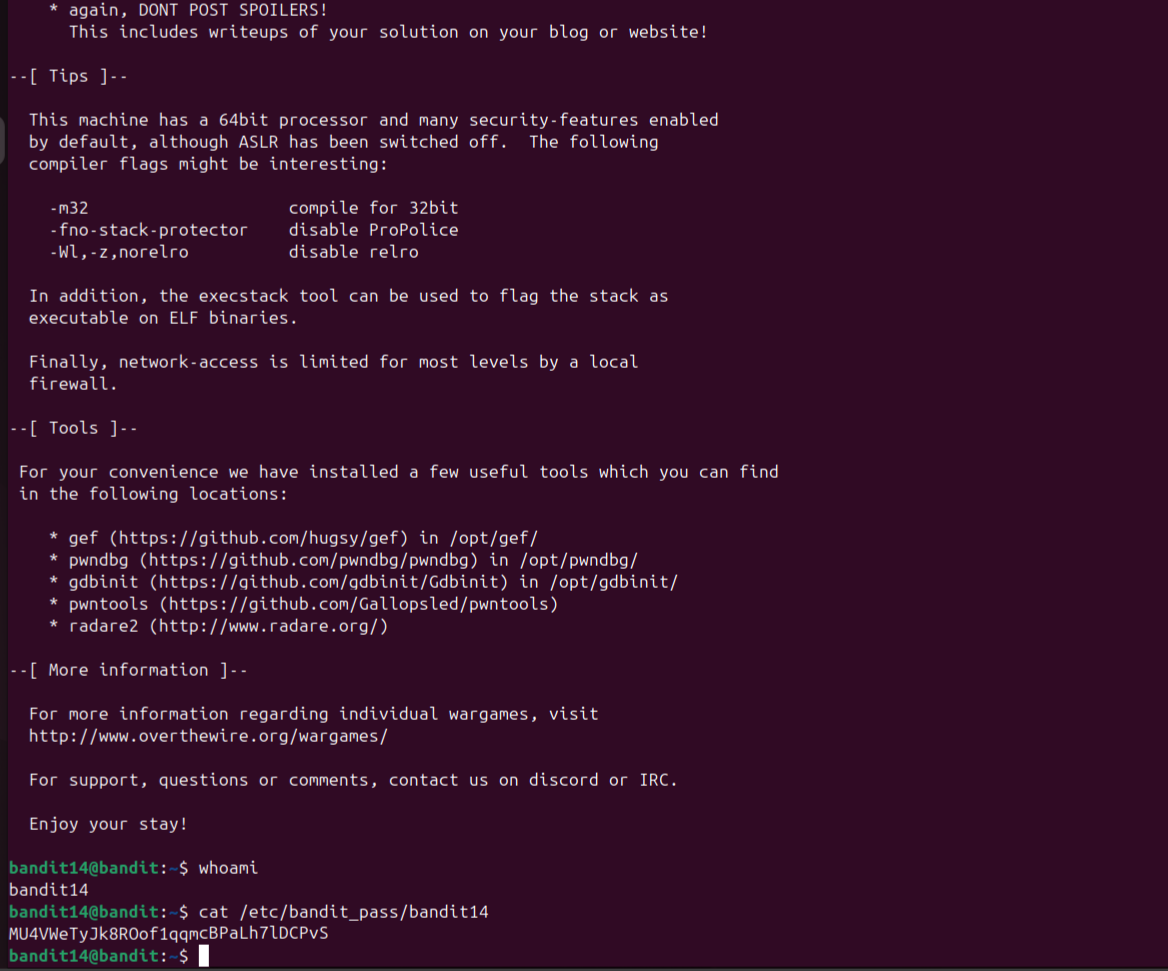 * again, DONT POST SPOILERS!
This includes writeups of your solution on your blog or website!
--[ Tips ]--
This machine has a 64bit processor and many security-features enabled
by default, although ASLR has been switched off.  The following
compiler flags might be interesting:
-m32                    compile for 32bit
-fno-stack-protector    disable ProPolice
-Wl,-z,norelro          disable relro
In addition, the execstack tool can be used to flag the stack as
executable on ELF binaries.
Finally, network-access is limited for most levels by a local
firewall.
--[ Tools ]--
For your convenience we have installed a few useful tools which you can find
in the following locations:
* gef (https://github.com/hugsy/gef) in /opt/gef/
* pwndbg (https://github.com/pwndbg/pwndbg) in /opt/pwndbg/
* gdbinit (https://github.com/gdbinit/Gdbinit) in /opt/gdbinit/
* pwntools (https://github.com/Gallopsled/pwntools)
* radare2 (http://www.radare.org/)
--[ More information ]--
For more information regarding individual wargames, visit
http://www.overthewire.org/wargames/
For support, questions or comments, contact us on discord or IRC.
Enjoy your stay!
bandit14@bandit:~$ whoami
bandit14
bandit14@bandit:~$ cat /etc/bandit_pass/bandit14
MU4VWeTyJk8ROof1qqmcBPaLh7lDCPvS
bandit14@bandit:~$